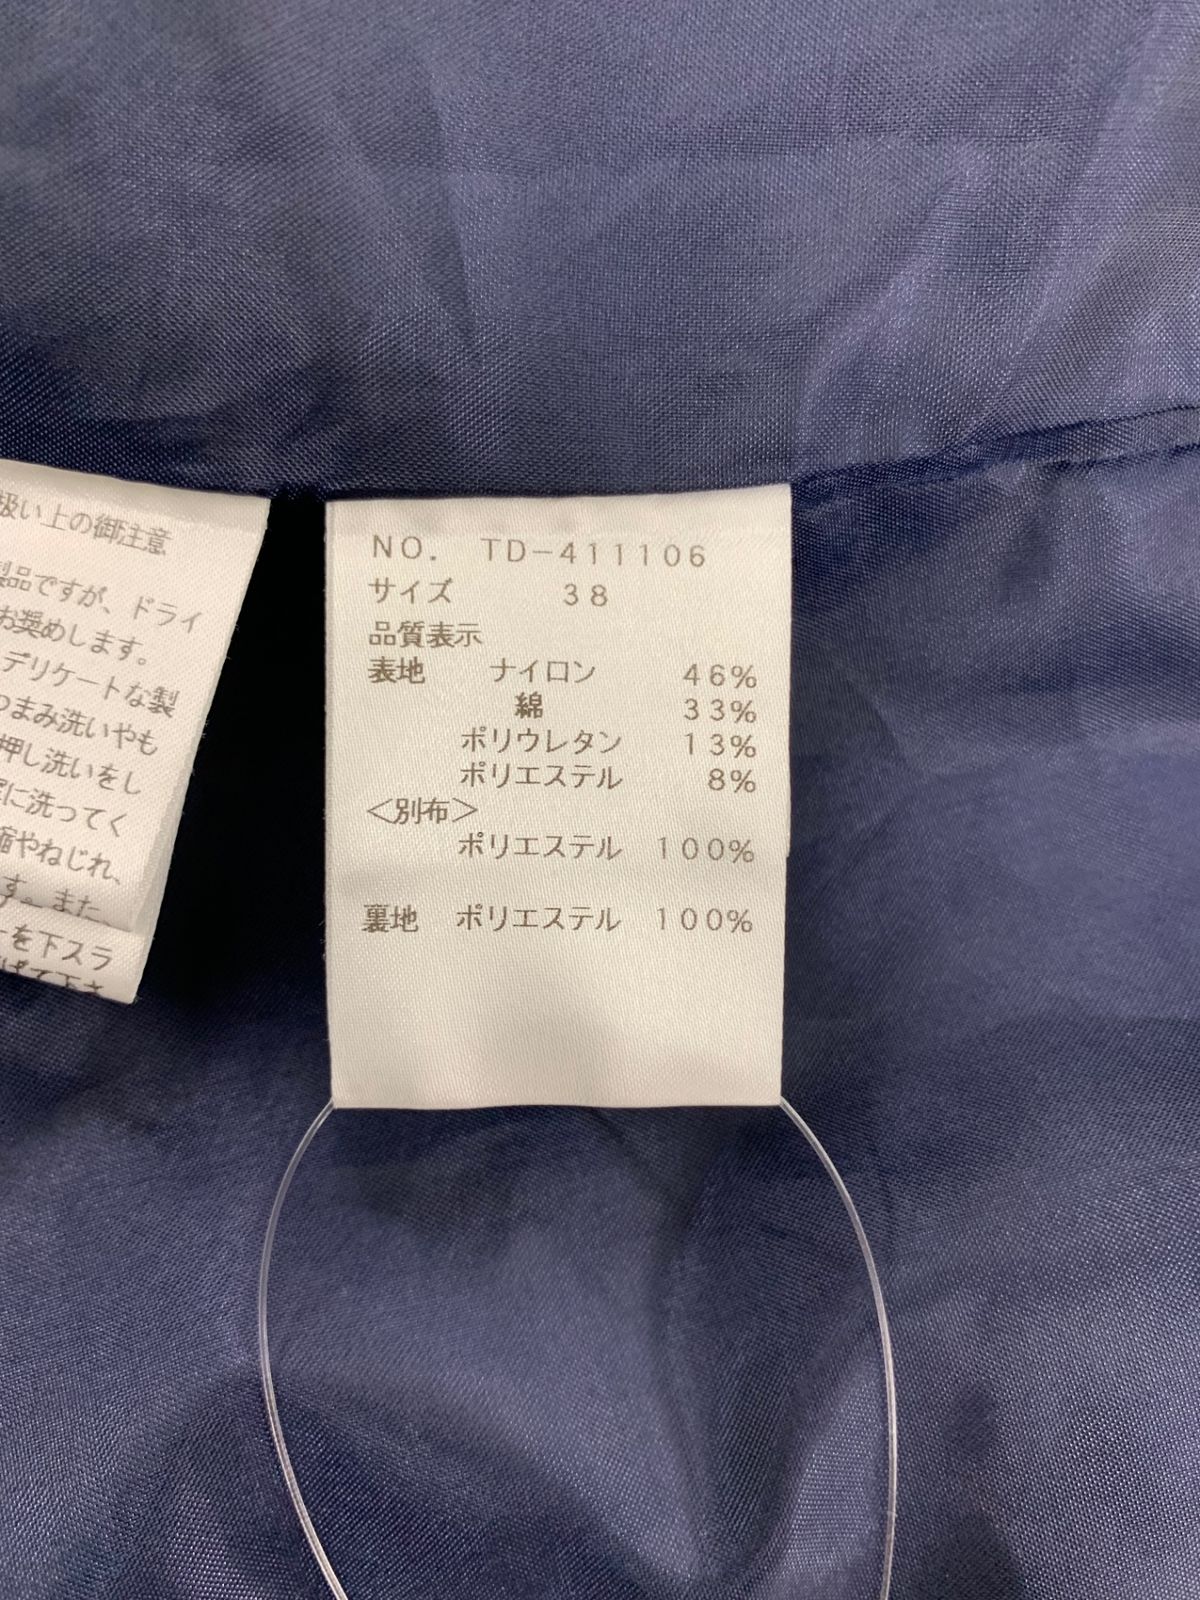 扱い上の御注意
製品ですが、ドライ
お奨めします。
デリケートな製
つまみ洗いやも
押し洗いをし
に洗ってく
縮やねじれ、
す。また、
ーを下スラ
げて下さ
NO. TD-411106
サイズ 38
品質表示
表地 ナイロン 46%
綿 33%
ポリウレタン 13%
ポリエステル 8%
<別布>
ポリエステル 100%
裏地 ポリエステル 100%